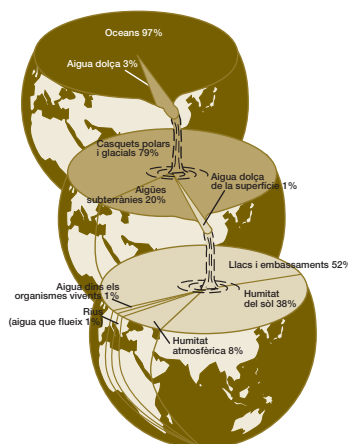 Oceans 97%
Aigua dolça 3%
Casquets polars
i glacials 79%
Aigua dolça
de la superfície 1%
Aigües
subterrànies 20%
Llacs i embassaments 52%
Aigua dins els
organismes vivents 1%
Humitat
del sòl 38%
Rius
(aigua que flueix 1%)
Humitat
atmosfèrica 8%